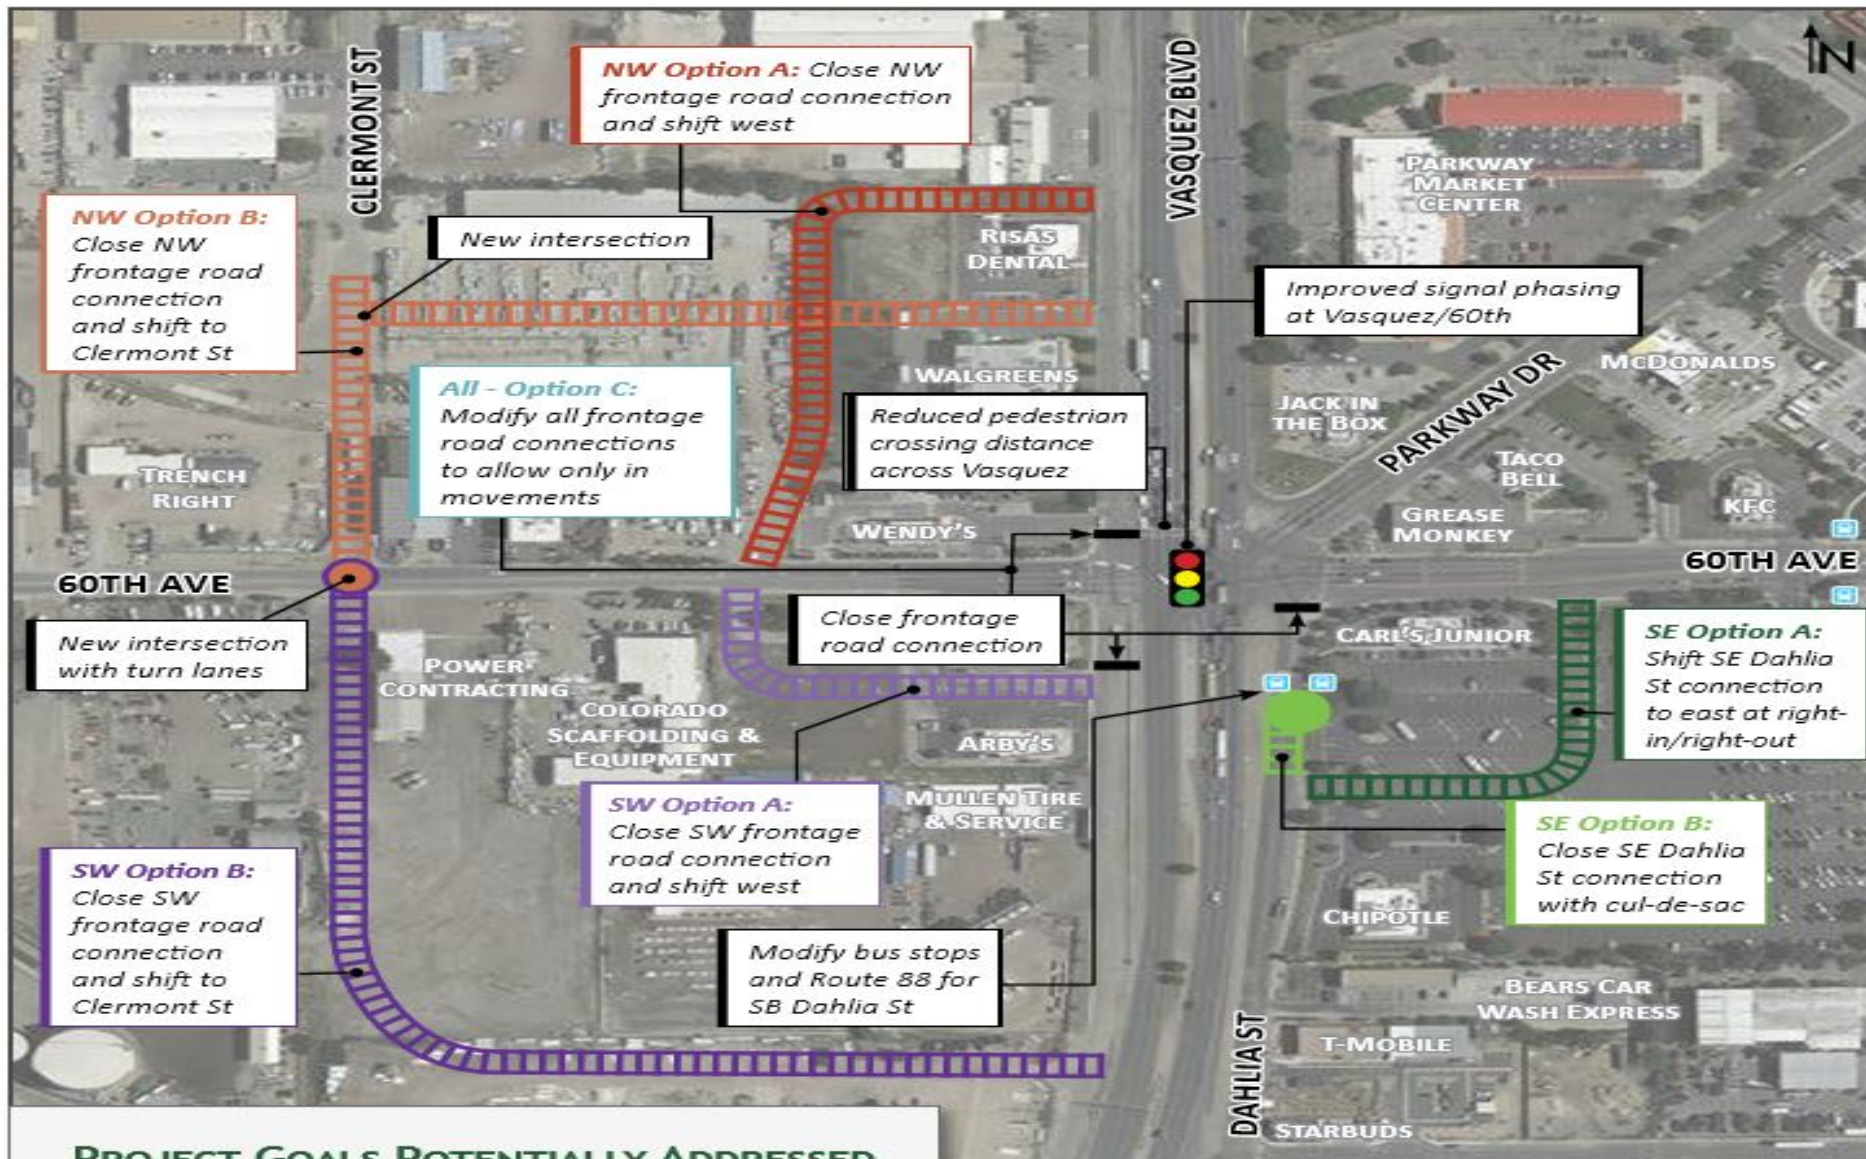 CLERMONT ST
NW Option A: Close NW
frontage road connection
and shift west
VASQUEZ BLVD
N
PARKWAY
MARKET
CENTER
NW Option B:
Close NW
frontage road
connection
and shift to
Clermont St
New intersection
RISAS
DENTAL
Improved signal phasing
at Vasquez/60th
All - Option C:
Modify all frontage
road connections
to allow only in
movements
WALGREENS
Reduced pedestrian
crossing distance
across Vasquez
JACK IN
THE BOX
PARKWAY DR
MCDONALDS
TRENCH
RIGHT
WENDY'S
TACO
BELL
GREASE
MONKEY
KFC
60TH AVE
60TH AVE
New intersection
with turn lanes
Close frontage
road connection
CARL'S JUNIOR
SE Option A:
Shift SE Dahlia
St connection
to east at right-
in/right-out
POWER
CONTRACTING
COLORADO
SCAFFOLDING &
EQUIPMENT
ARBY'S
SW Option A:
Close SW frontage
road connection
and shift west
MULLEN TIRE
& SERVICE
SE Option B:
Close SE Dahlia
St connection
with cul-de-sac
SW Option B:
Close SW
frontage road
connection
and shift to
Clermont St
CHIPOTLE
Modify bus stops
and Route 88 for
SB Dahlia St
BEARS CAR
WASH EXPRESS
DAHLIA ST
T-MOBILE
STARBUDS
PROJECT GOALS POTENTIALLY ADDRESSED